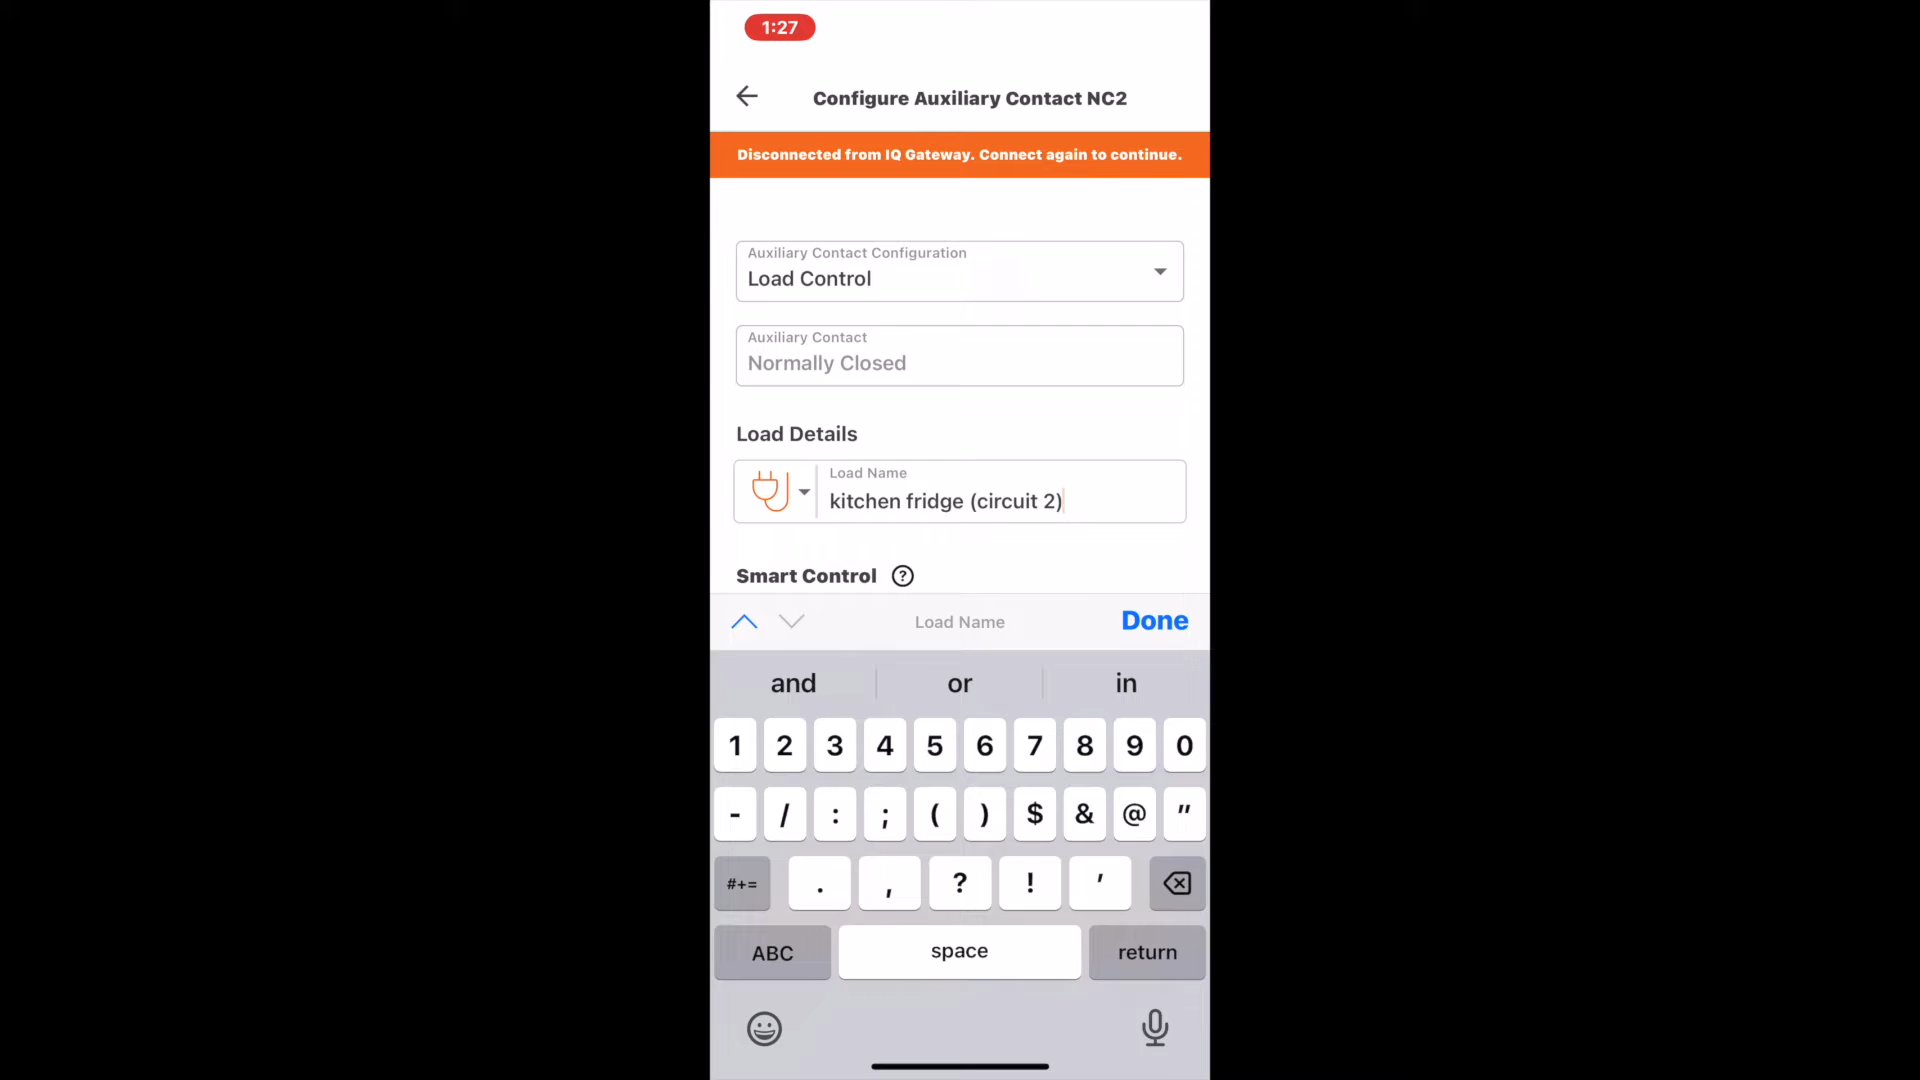 1:27
Configure Auxiliary Contact NC2
Disconnected from IQ Gateway. Connect again to continue.
Auxiliary Contact Configuration
Load Control
Auxiliary Contact
Normally Closed
Load Details
Load Name
kitchen fridge (circuit 2)
Smart Control ?
Load Name
Done
and or in
1 2 3 4 5 6 7 8 9 0
- / : ; ( ) $ & @ "
#+= . , ? ! '
ABC space return